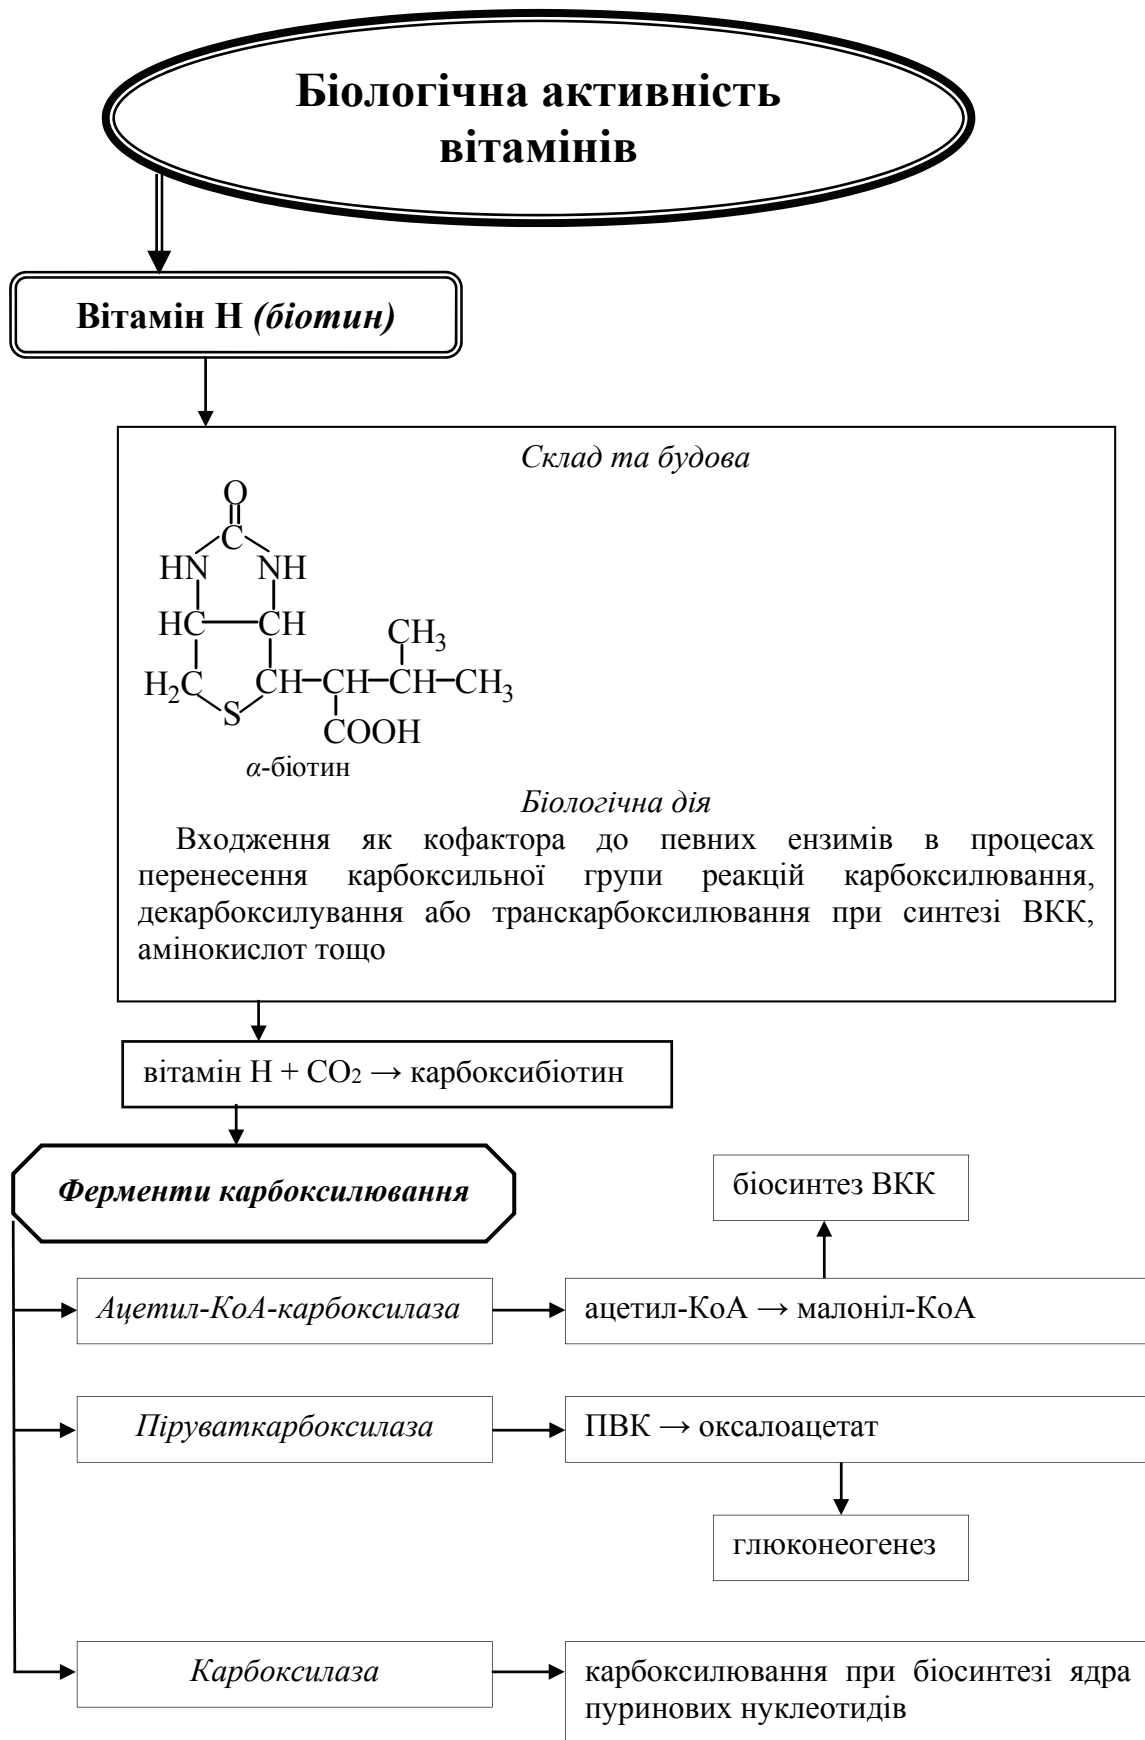 Біологічна активність
вітамінів
Вітамін Н (біотин)
Склад та будова
O
C
HN NH
HC CH
CH3
H2C CH CH CH CH3
S
COOH
α-біотин
Біологічна дія
Входження як кофактора до певних ензимів в процесах
перенесення карбоксильної групи реакцій карбоксилювання,
декарбоксилування або транскарбоксилювання при синтезі ВКК,
амінокислот тощо
вітамін Н + СО2 → карбоксибіотин
Ферменти карбоксилювання
біосинтез ВКК
Ацетил-КоА-карбоксилаза
ацетил-КоА → малоніл-КоА
Піруваткарбоксилаза
ПВК → оксалоацетат
глюконеогенез
Карбоксилаза
карбоксилювання при біосинтезі ядра
пуринових нуклеотидів